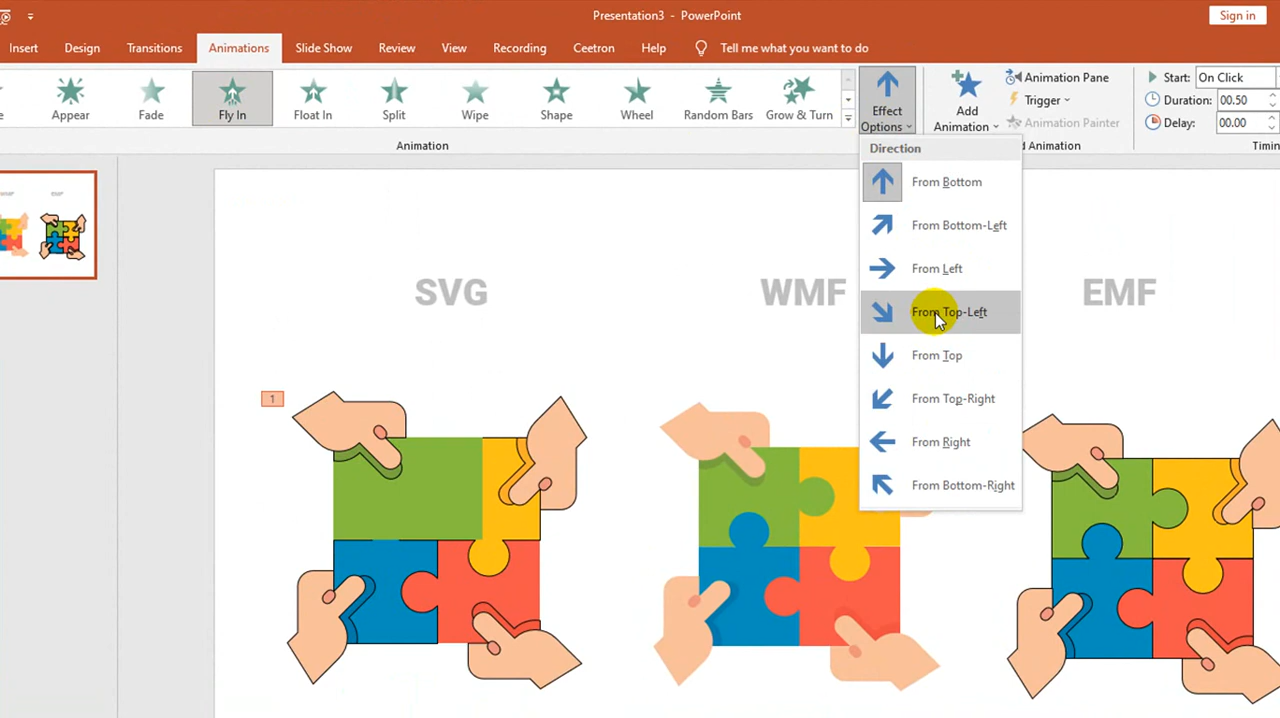 Presentation3 - PowerPoint
Sign in
Insert Design Transitions Animations Slide Show Review View Recording Ceetron Help Tell me what you want to do
Appear Fade Fly In Float In Split Wipe Shape Wheel Random Bars Grow & Turn
Effect Options
Add Animation
Animation Pane
Trigger
Animation Painter
Start: On Click
Duration: 00.50
Delay: 00.00
Animation
d Animation
Timin
Direction
From Bottom
From Bottom-Left
From Left
From Top-Left
From Top
From Top-Right
From Right
From Bottom-Right
SVG WMF EMF
1